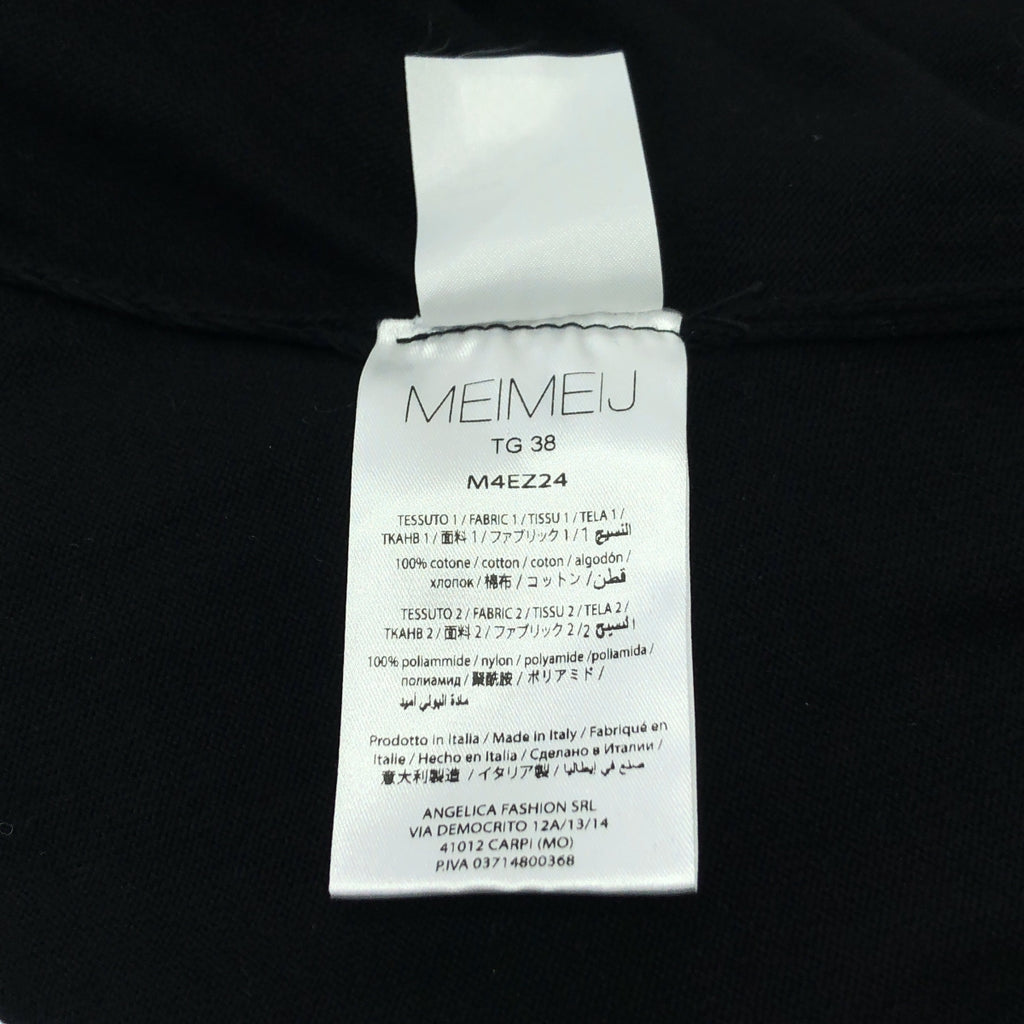 MEIMEIJ
TG 38
M4EZ24
TESSUTO 1 / FABRIC 1 / TISSU 1 / TELA 1 /
TKAHB 1 / 面料 1 / ファブリック 1 / 1 النسيج
100% cotone / cotton / coton / algodón /
хлопок / 棉布 / コットン / قطن
TESSUTO 2 / FABRIC 2 / TISSU 2 / TELA 2 /
TKAHB 2 / 面料 2 / ファブリック 2 /2 النسيج
100% poliammide / nylon / polyamide /poliamida /
полиамид / 聚酰胺 / ポリアミド /
مادة البولي أميد
Prodotto in Italia / Made in Italy / Fabriqué en
Italie / Hecho en Italia / Сделано в Италии /
意大利製造 / イタリア製 / صنع في إيطاليا
ANGELICA FASHION SRL
VIA DEMOCRITO 12A/13/14
41012 CARPI (MO)
P.IVA 03714800368